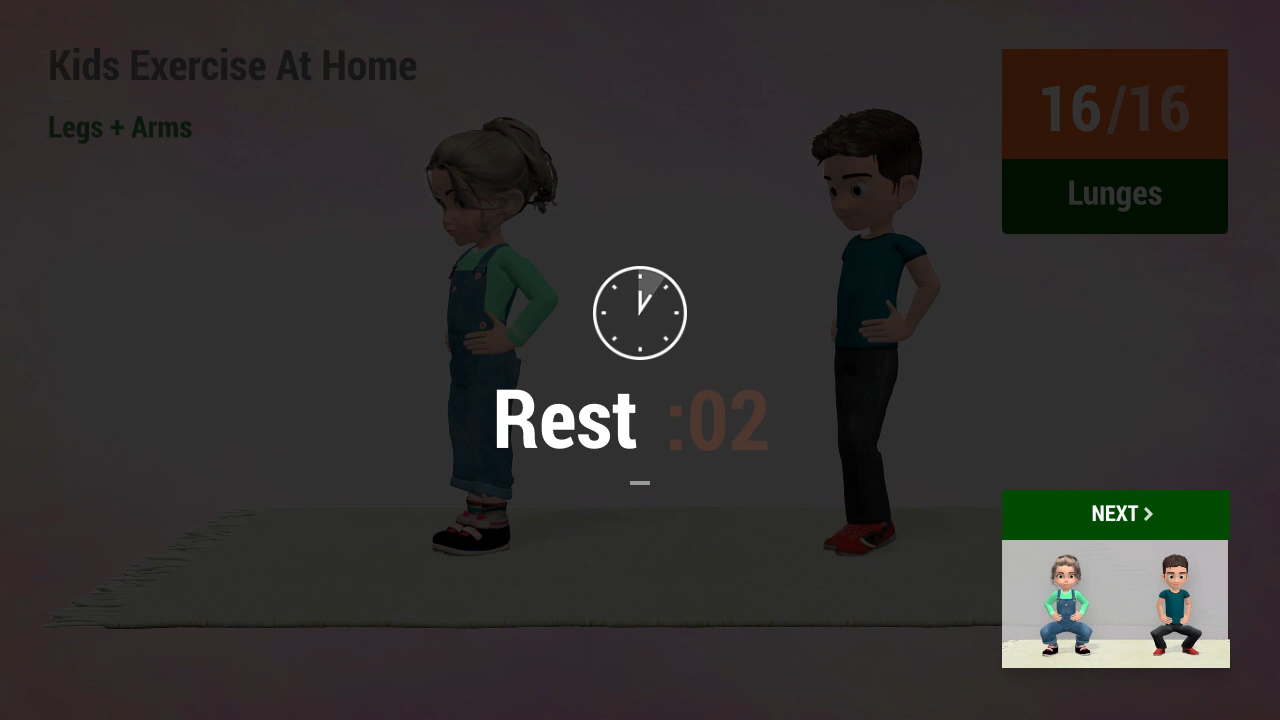 Kids Exercise At Home
Legs + Arms
16/16
Lunges
Rest :02
NEXT